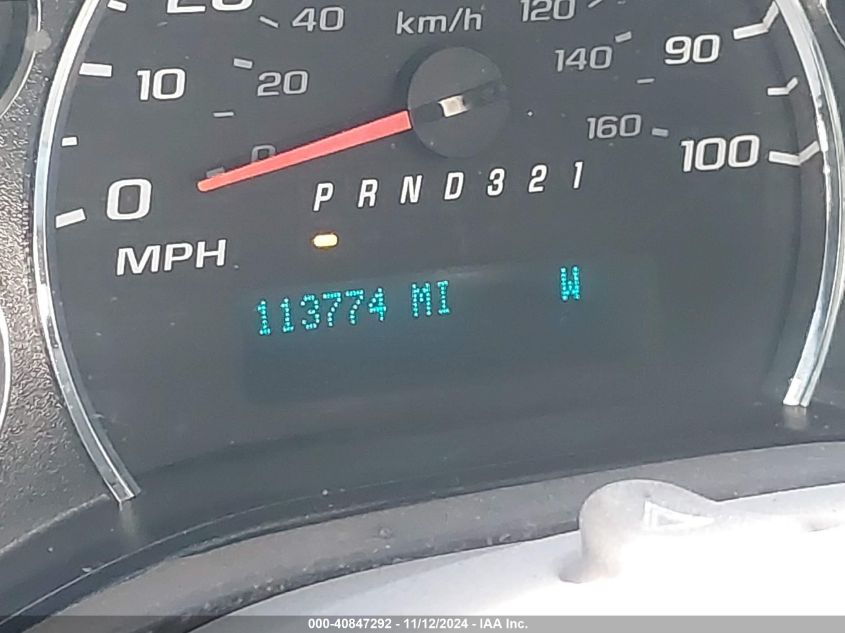 20 40 km/h 120
10 20 140 90
0 0 160 100
P R N D 3 2 1
MPH
113774 MI W
000-40847292 - 11/12/2024 - IAA Inc.